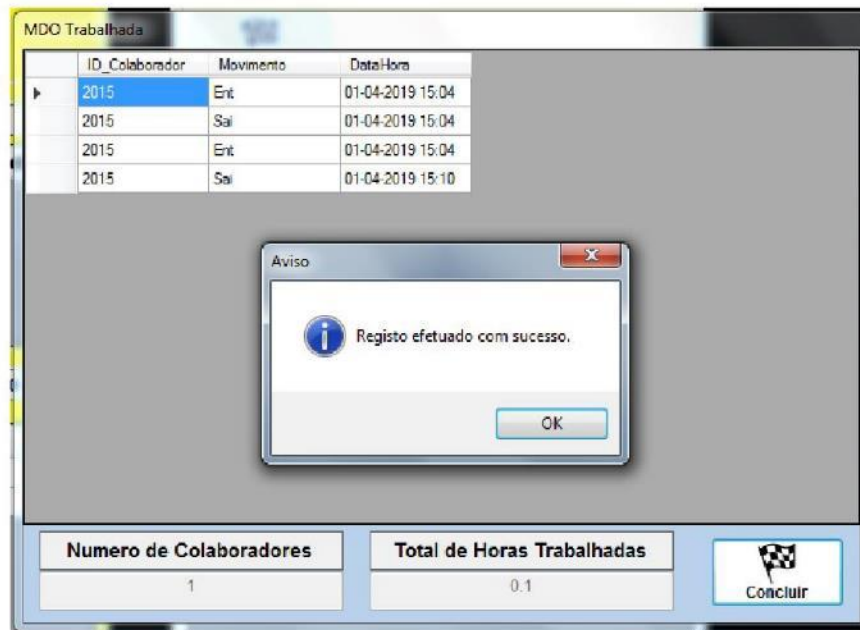 MDO Trabalhada
ID_Colaborador Movimento DataHora
2015 Ent 01-04-2019 15:04
2015 Sai 01-04-2019 15:04
2015 Ent 01-04-2019 15:04
2015 Sai 01-04-2019 15:10
Aviso
Registo efetuado com sucesso.
OK
Numero de Colaboradores Total de Horas Trabalhadas
1 0.1
Concluir